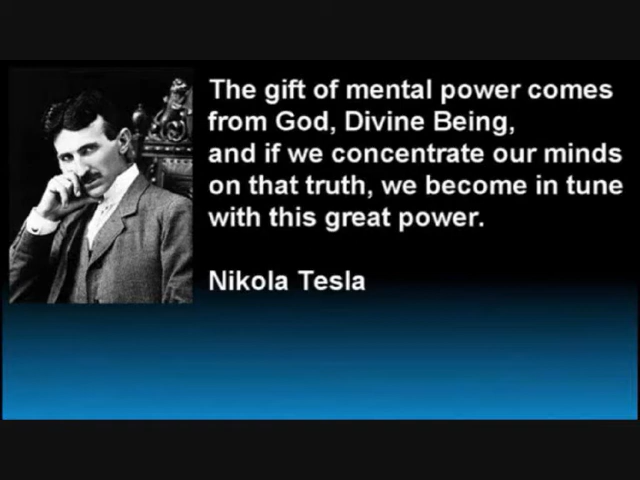 The gift of mental power comes
from God, Divine Being,
and if we concentrate our minds
on that truth, we become in tune
with this great power.
Nikola Tesla